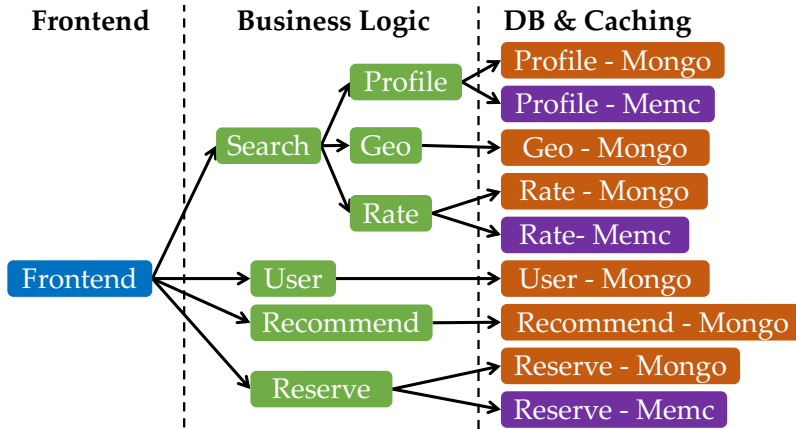 Frontend
Business Logic
DB & Caching
Profile - Mongo
Profile
Profile - Memc
Search
Geo
Geo - Mongo
Rate - Mongo
Rate
Rate- Memc
Frontend
User
User - Mongo
Recommend
Recommend - Mongo
Reserve - Mongo
Reserve
Reserve - Memc